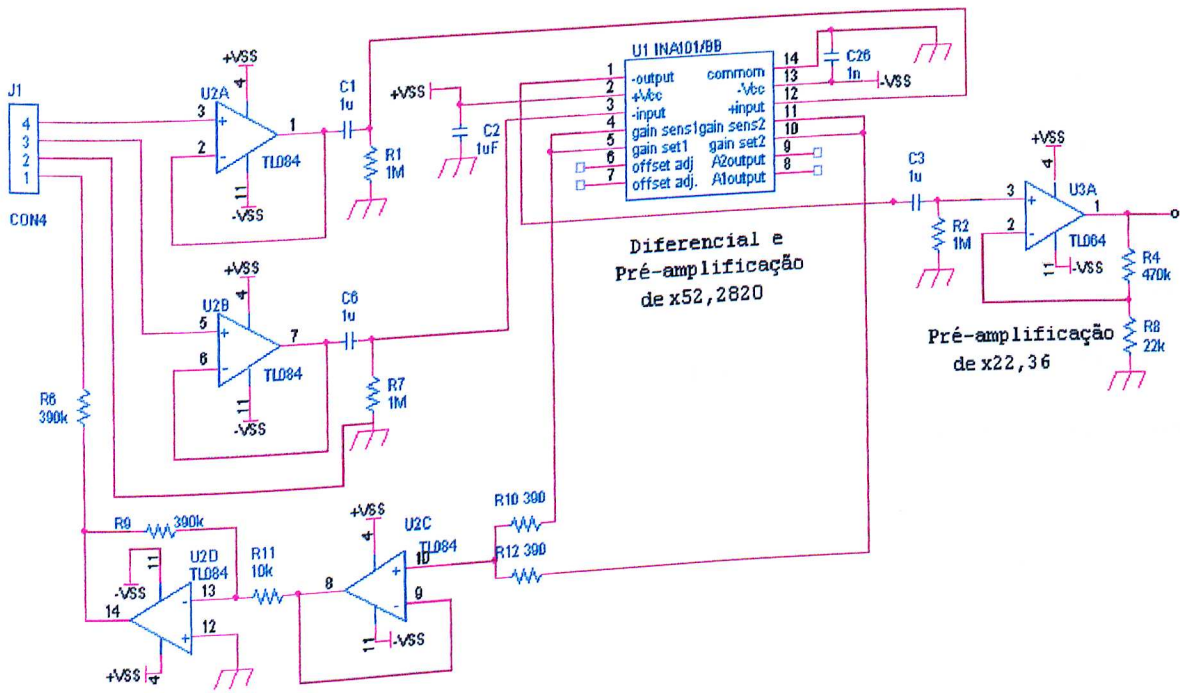 J1
4
3
2
1
CON4
+VSS
4
U2A
3
+
1
2
-
TL084
11
-VSS
C1
1u
R1
1M
+VSS
4
U2B
5
+
7
6
-
TL084
11
-VSS
C6
1u
R7
1M
+VSS
C2
1uF
U1 INA101/BB
1
-output
2
+Vcc
3
-input
4
gain sens1
5
gain set1
6
offset adj
7
offset adj.
commom
14
-Vcc
13
+input
12
gain sens2
11
gain set2
10
A2output
9
A1output
8
C26
1n
-VSS
Diferencial e
Pré-amplificação
de x52,2820
C3
1u
R2
1M
+VSS
4
U3A
3
+
1
2
-
TL064
11
-VSS
R4
470k
R8
22k
Pré-amplificação
de x22,36
R6
390k
R9
390k
U2D
TL084
11
-VSS
13
-
14
12
+
+VSS
4
R11
10k
+VSS
4
U2C
TL084
10
+
8
9
-
11
-VSS
R10 390
R12 390